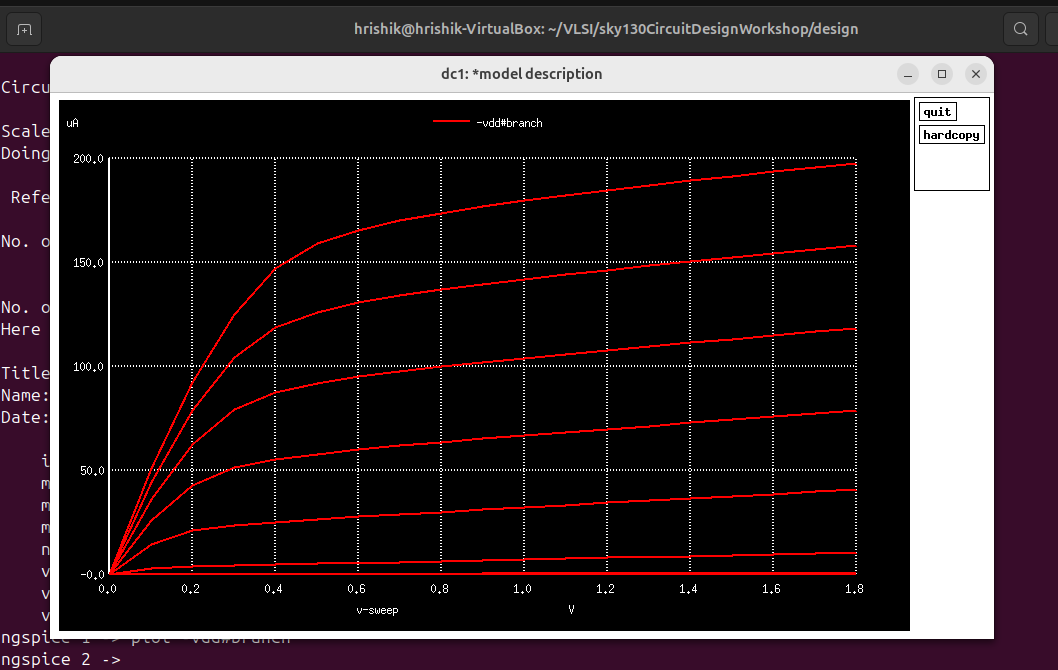 hrishik@hrishik-VirtualBox: ~/VLSI/sky130CircuitDesignWorkshop/design
dc1: *model description
quit
hardcopy
uA
-vdd#branch
200.0
150.0
100.0
50.0
-0.0
0.0 0.2 0.4 0.6 0.8 1.0 1.2 1.4 1.6 1.8
v-sweep V
Circu
Scale
Doing
Refe
No. o
No. o
Here
Title
Name:
Date:
i
m
m
m
n
v
v
v
ngspice 1 -> plot -vdd#branch
ngspice 2 ->